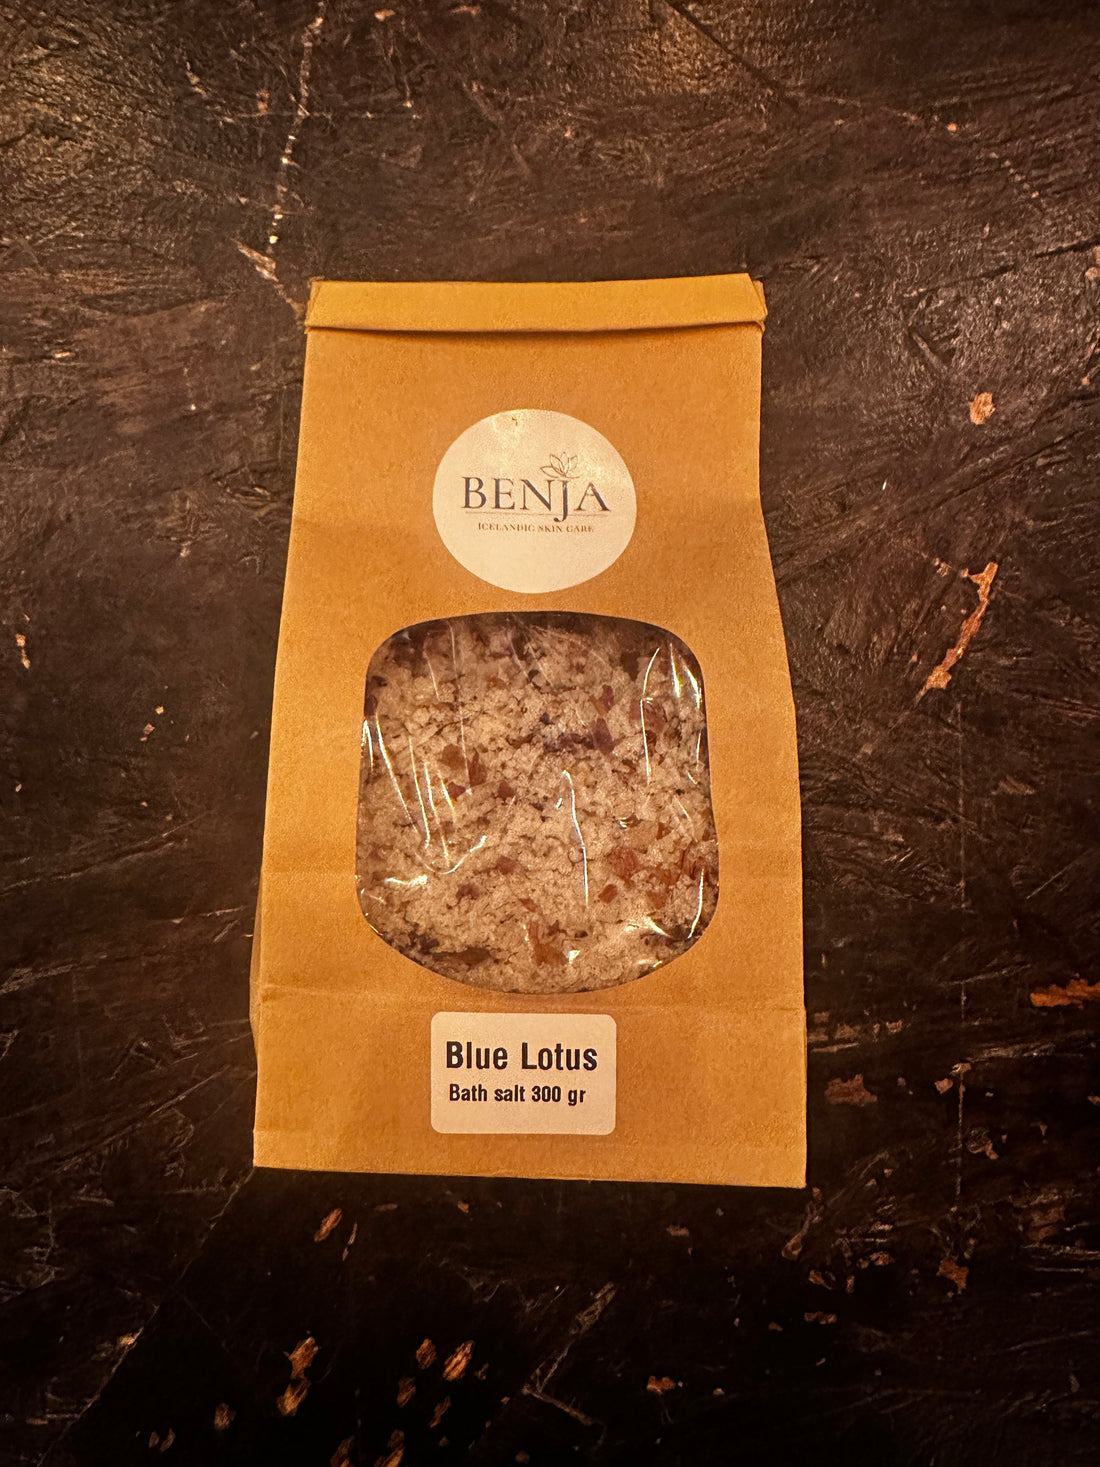 BENJA
ICELANDIC SKIN CARE
Blue Lotus
Bath salt 300 gr